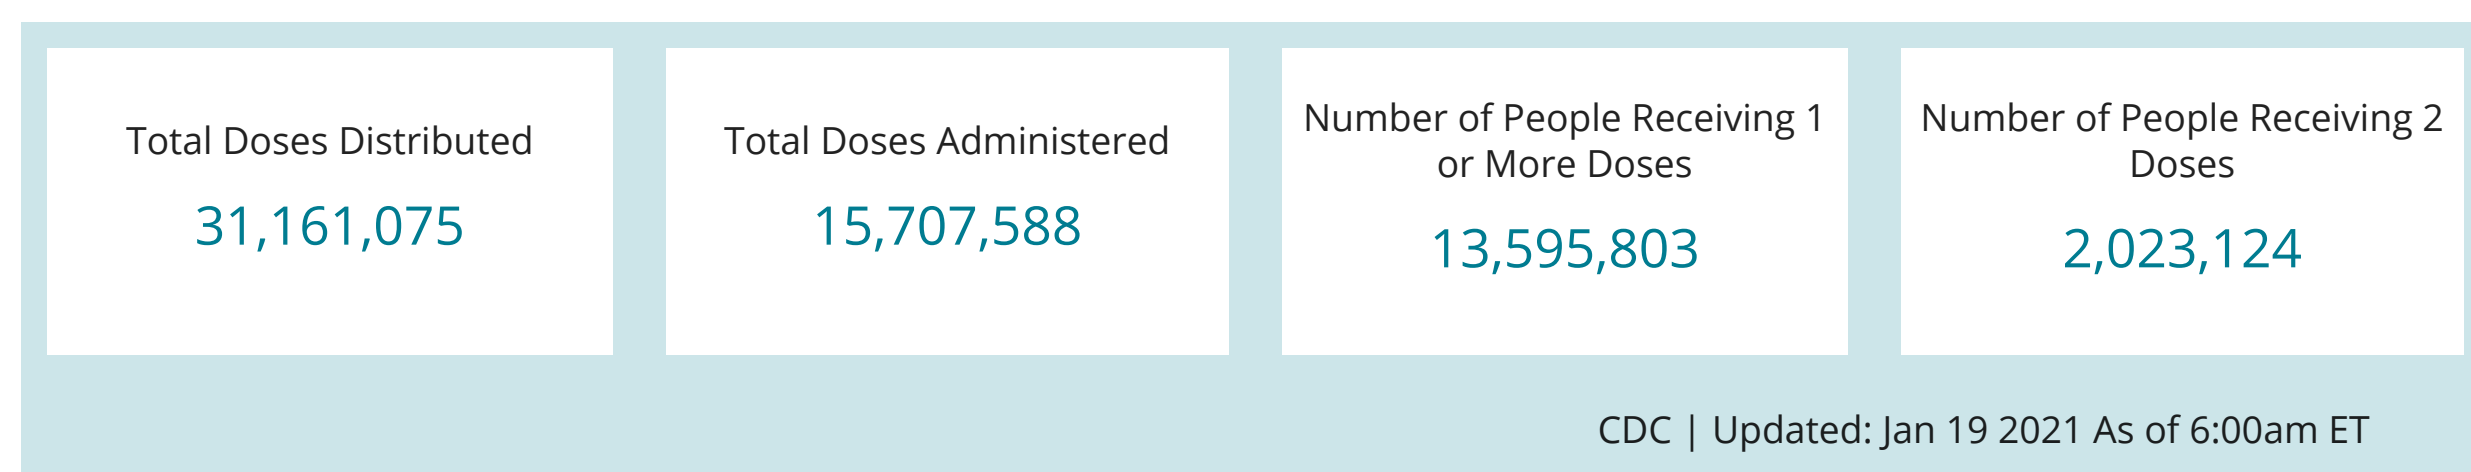 Total Doses Distributed
31,161,075
Total Doses Administered
15,707,588
Number of People Receiving 1
or More Doses
13,595,803
Number of People Receiving 2
Doses
2,023,124
CDC | Updated: Jan 19 2021 As of 6:00am ET